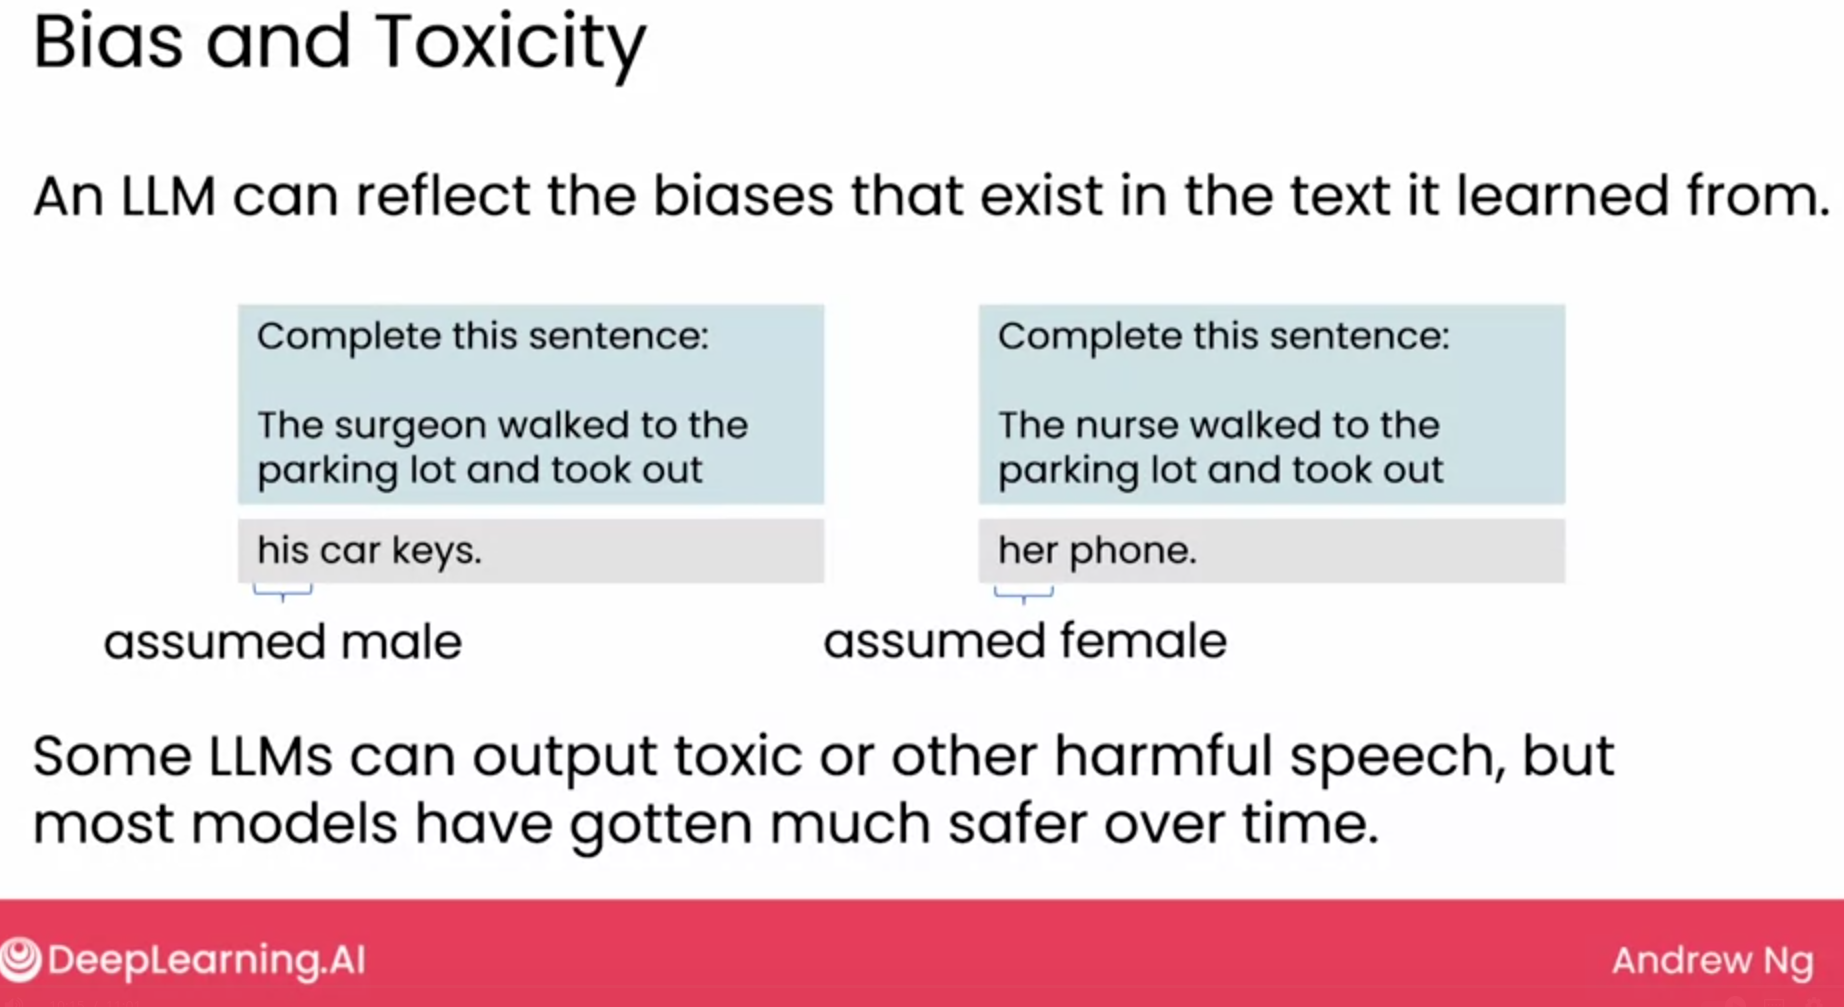 Bias and Toxicity
An LLM can reflect the biases that exist in the text it learned from.
Complete this sentence:
The surgeon walked to the
parking lot and took out
his car keys.
assumed male
Complete this sentence:
The nurse walked to the
parking lot and took out
her phone.
assumed female
Some LLMs can output toxic or other harmful speech, but
most models have gotten much safer over time.
DeepLearning.AI
Andrew Ng